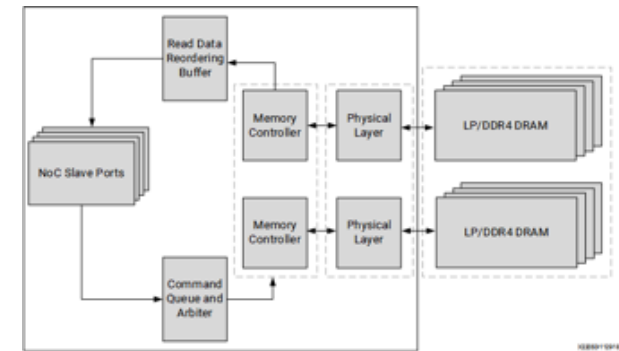 Read Data
Reordering
Buffer
Memory
Controller
Physical
Layer
LP/DDR4 DRAM
NoC Slave Ports
Memory
Controller
Physical
Layer
LP/DDR4 DRAM
Command
Queue and
Arbiter